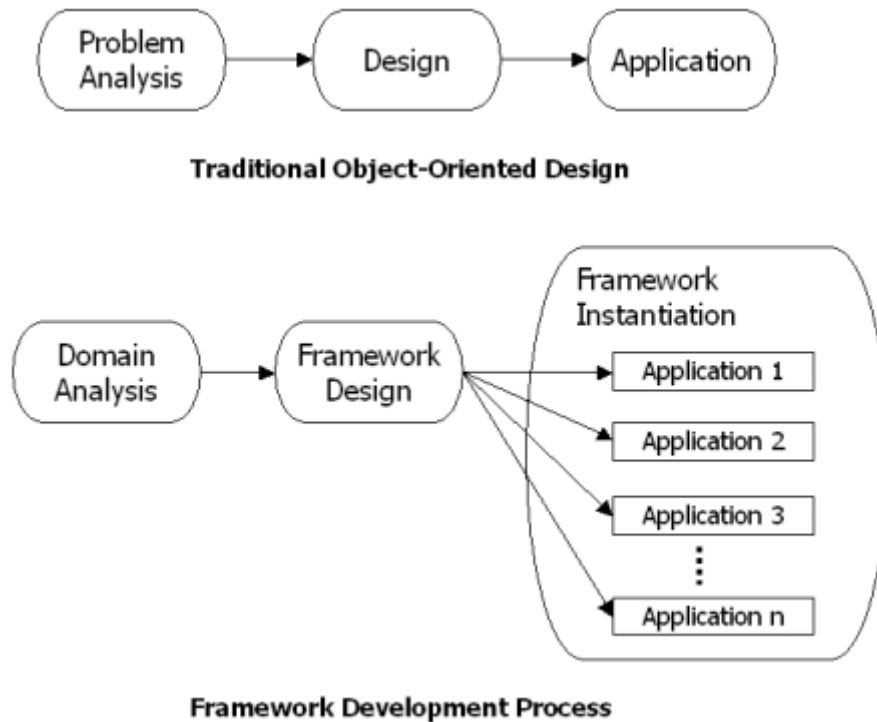 Problem
Analysis
Design
Application
Traditional Object-Oriented Design
Domain
Analysis
Framework
Design
Framework
Instantiation
Application 1
Application 2
Application 3
Application n
Framework Development Process